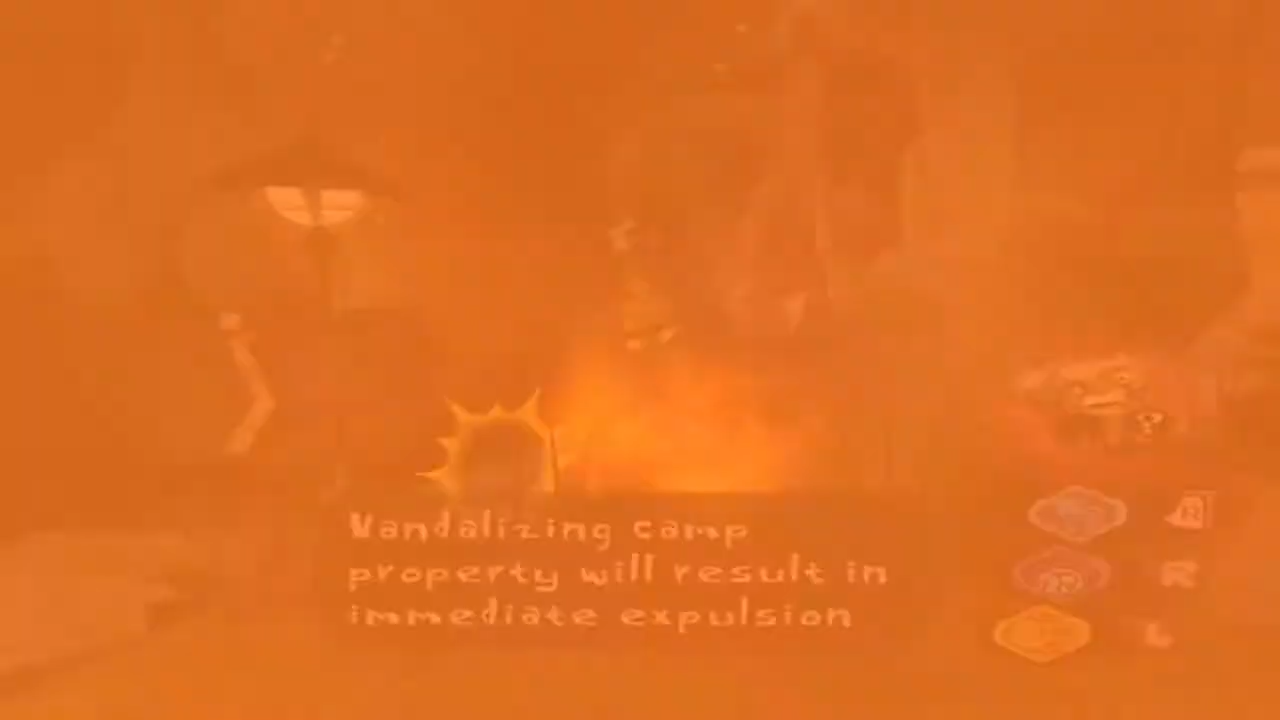 Vandalizing camp
property will result in
immediate expulsion
R
L